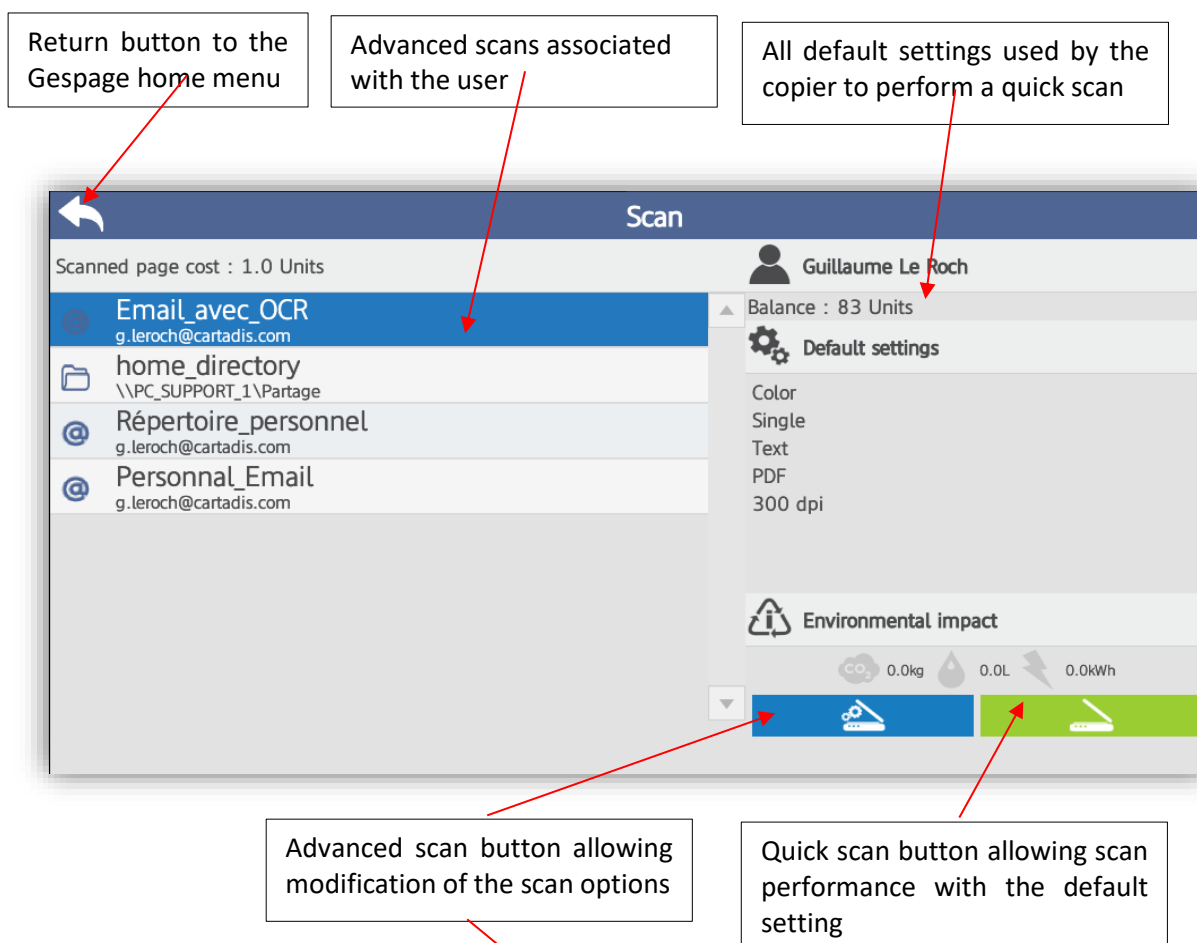 Return button to the
Gespage home menu
Advanced scans associated
with the user
All default settings used by the
copier to perform a quick scan
Scan
Scanned page cost : 1.0 Units
Guillaume Le Roch
Email_avec_OCR
g.leroch@cartadis.com
home_directory
\\PC_SUPPORT_1\Partage
Répertoire_personnel
g.leroch@cartadis.com
Personnal_Email
g.leroch@cartadis.com
Balance : 83 Units
Default settings
Color
Single
Text
PDF
300 dpi
Environmental impact
CO2 0.0kg 0.0L 0.0kWh
Advanced scan button allowing
modification of the scan options
Quick scan button allowing scan
performance with the default
setting